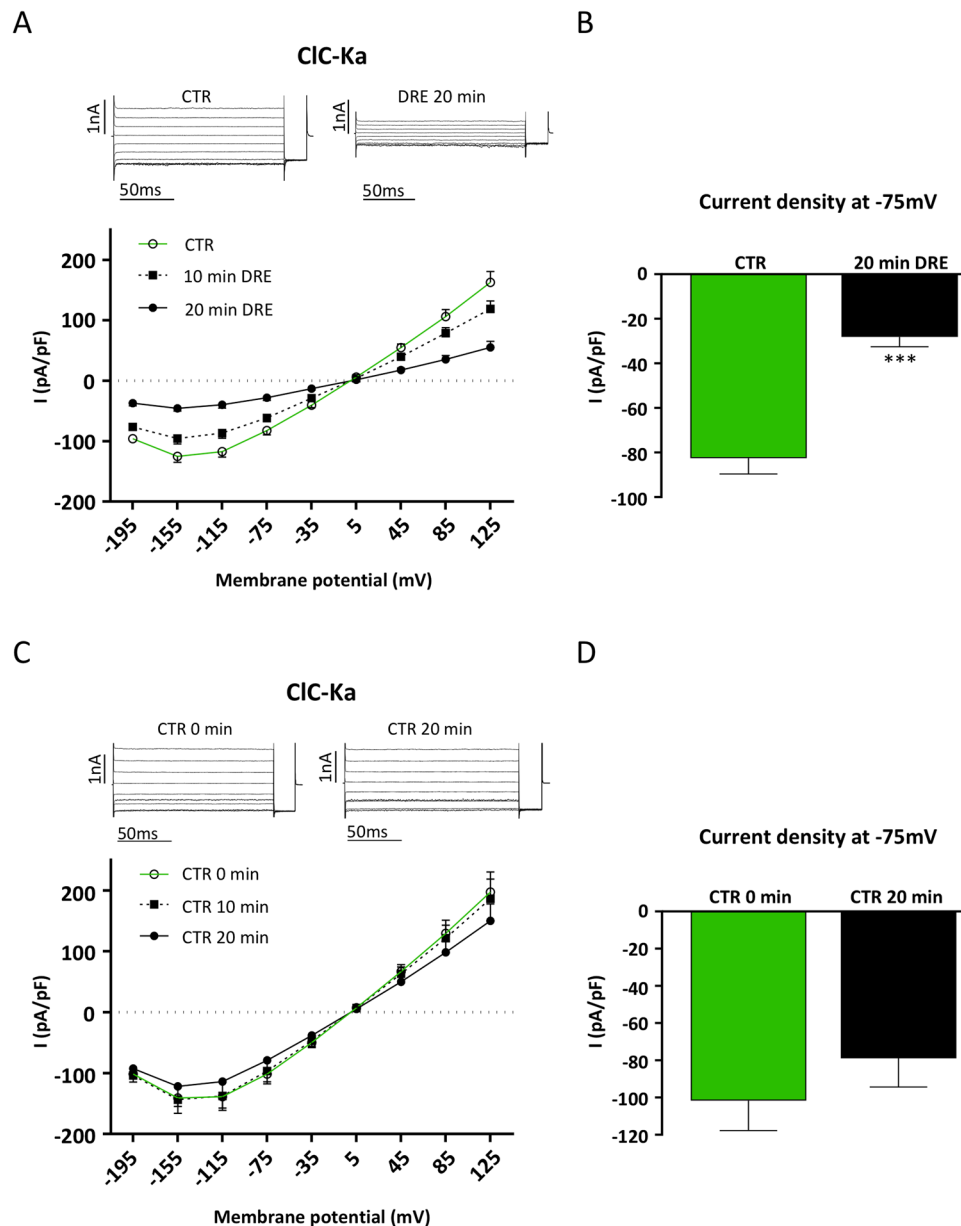 A
ClC-Ka
CTR
DRE 20 min
1nA
1nA
50ms
50ms
CTR
10 min DRE
20 min DRE
I (pA/pF)
200
100
0
-100
-200
-195
-155
-115
-75
-35
5
45
85
125
Membrane potential (mV)
B
Current density at -75mV
CTR
20 min DRE
I (pA/pF)
0
-20
-40
-60
-80
-100
***
C
ClC-Ka
CTR 0 min
CTR 20 min
1nA
1nA
50ms
50ms
CTR 0 min
CTR 10 min
CTR 20 min
I (pA/pF)
200
100
0
-100
-200
-195
-155
-115
-75
-35
5
45
85
125
Membrane potential (mV)
D
Current density at -75mV
CTR 0 min
CTR 20 min
I (pA/pF)
0
-20
-40
-60
-80
-100
-120